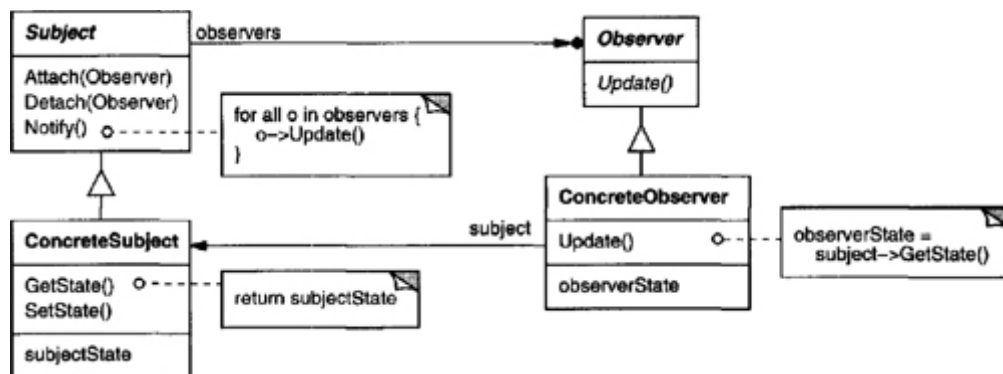 Subject
Attach(Observer)
Detach(Observer)
Notify()
observers
Observer
Update()
for all o in observers {
o->Update()
}
ConcreteSubject
GetState()
SetState()
subjectState
return subjectState
subject
ConcreteObserver
Update()
observerState
observerState =
subject->GetState()